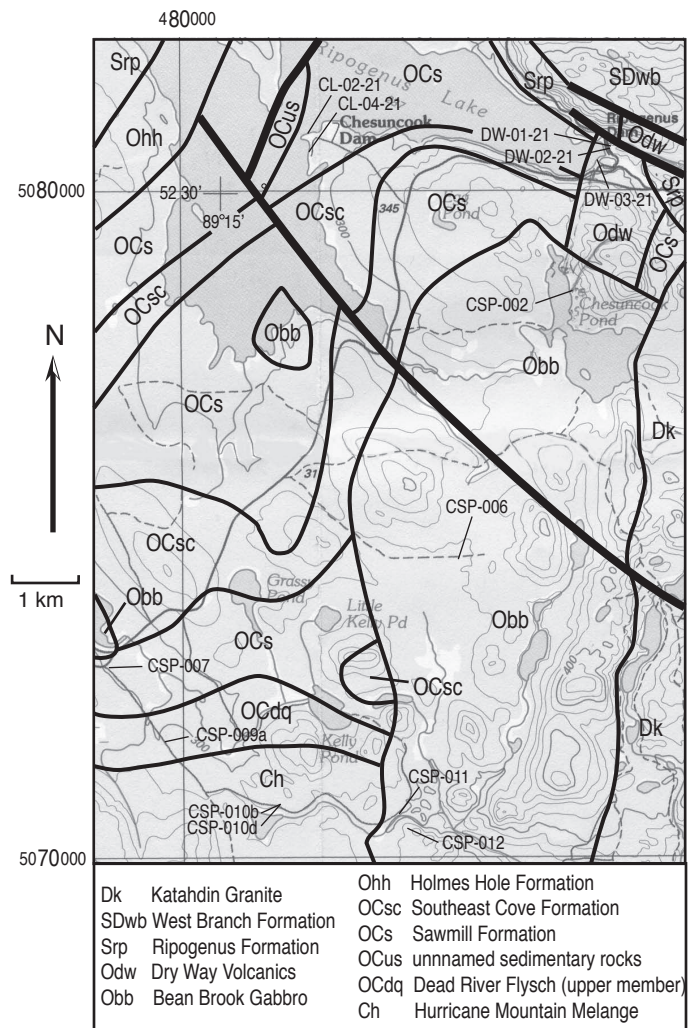 480000
Srp
Ripogenus
Lake
OCs
Srp
SDwb
CL-02-21
CL-04-21
Chesuncook
Dam
OCus
Ohh
DW-01-21
Ripogenus
Dam
Odw
DW-02-21
5080000
52 30'
89°15'
OCsc
345
300
OCs
Pond
DW-03-21
Srp
OCs
Odw
OCs
OCsc
CSP-002
Chesuncook
Pond
N
Obb
Obb
OCs
Dk
31
CSP-006
OCsc
1 km
Obb
Grassy
Pond
Little
Kelly Pd
Obb
OCs
400
CSP-007
OCsc
OCdq
CSP-009a
300
Kelly
Pond
Dk
Ch
CSP-011
CSP-010b
CSP-010d
CSP-012
5070000
Dk Katahdin Granite
SDwb West Branch Formation
Srp Ripogenus Formation
Odw Dry Way Volcanics
Obb Bean Brook Gabbro
Ohh Holmes Hole Formation
OCsc Southeast Cove Formation
OCs Sawmill Formation
OCus unnnamed sedimentary rocks
OCdq Dead River Flysch (upper member)
Ch Hurricane Mountain Melange